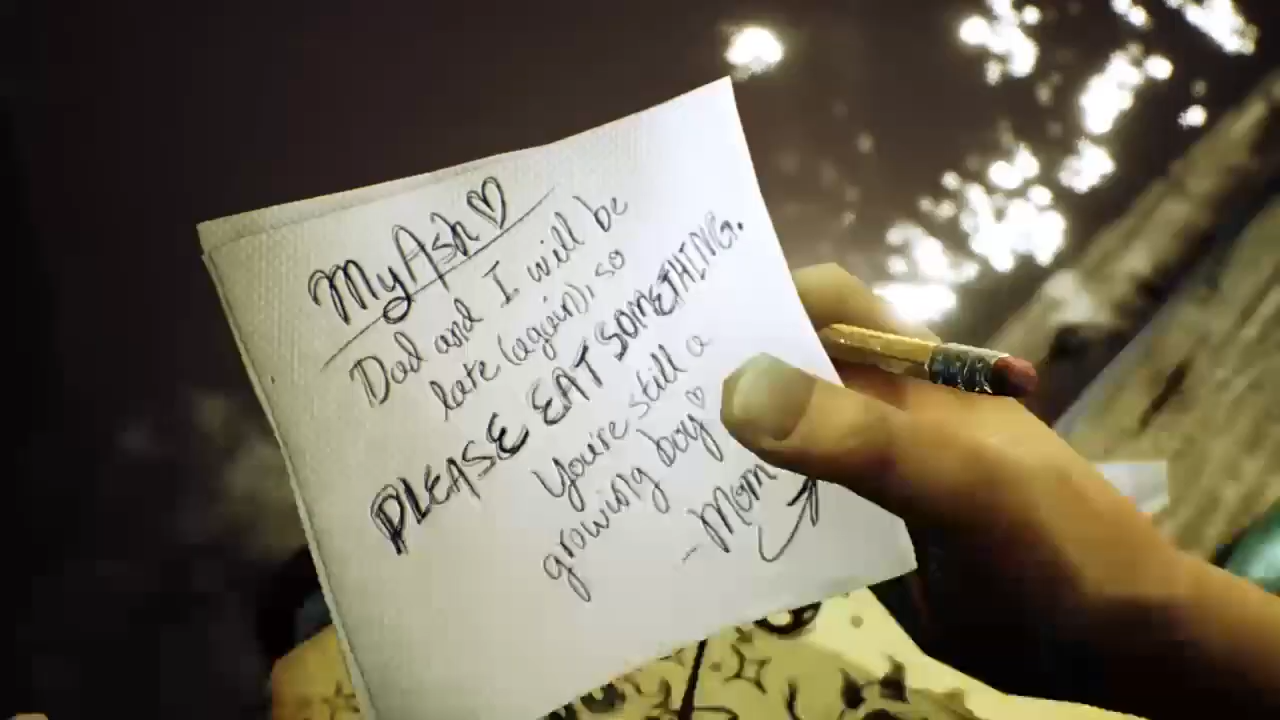 My Ash♡
Dad and I will be
late (again), so
PLEASE EAT SOMETHING.
You're still a
growing boy♡
- Mom